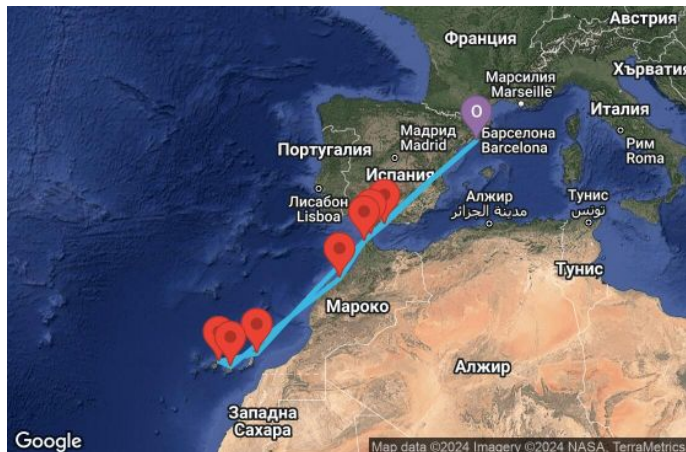 Австрия
Франция
Хърватия
Марсилия
Marseille
O
Италия
Барселона
Barcelona
Мадрид
Madrid
Португалия
Рим
Roma
Испания
Лисабон
Lisboa
Алжир
مدينة الجزائر
Тунис
تونس
Тунис
Мароко
Алжир
Западна
Сахара
Google
Map data ©2024 Imagery ©2024 NASA, TerraMetrics